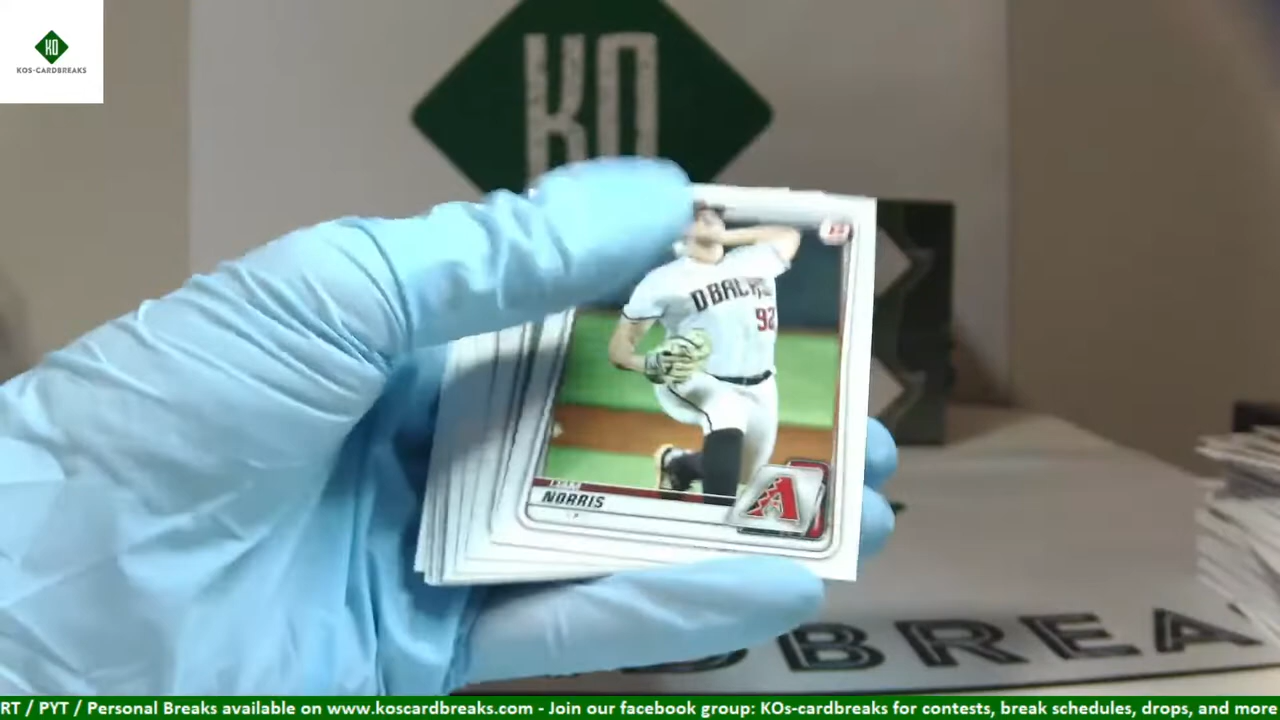 KO
KOS-CARDBREAKS
KO
DBACKS
92
NORRIS
A
DBREA
RT / PYT / Personal Breaks available on www.koscardbreaks.com - Join our facebook group: KOs-cardbreaks for contests, break schedules, drops, and more